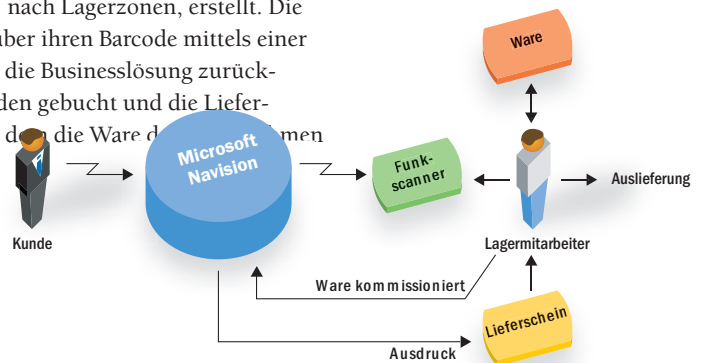 nach Lagerzonen, erstellt. Die
über ihren Barcode mittels einer
die Businesslösung zurück-
den gebucht und die Liefer-
die Ware
Ware
Microsoft
Navision
Funk-
scanner
Auslieferung
Kunde
Lagermitarbeiter
Ware kommissioniert
Lieferschein
Ausdruck